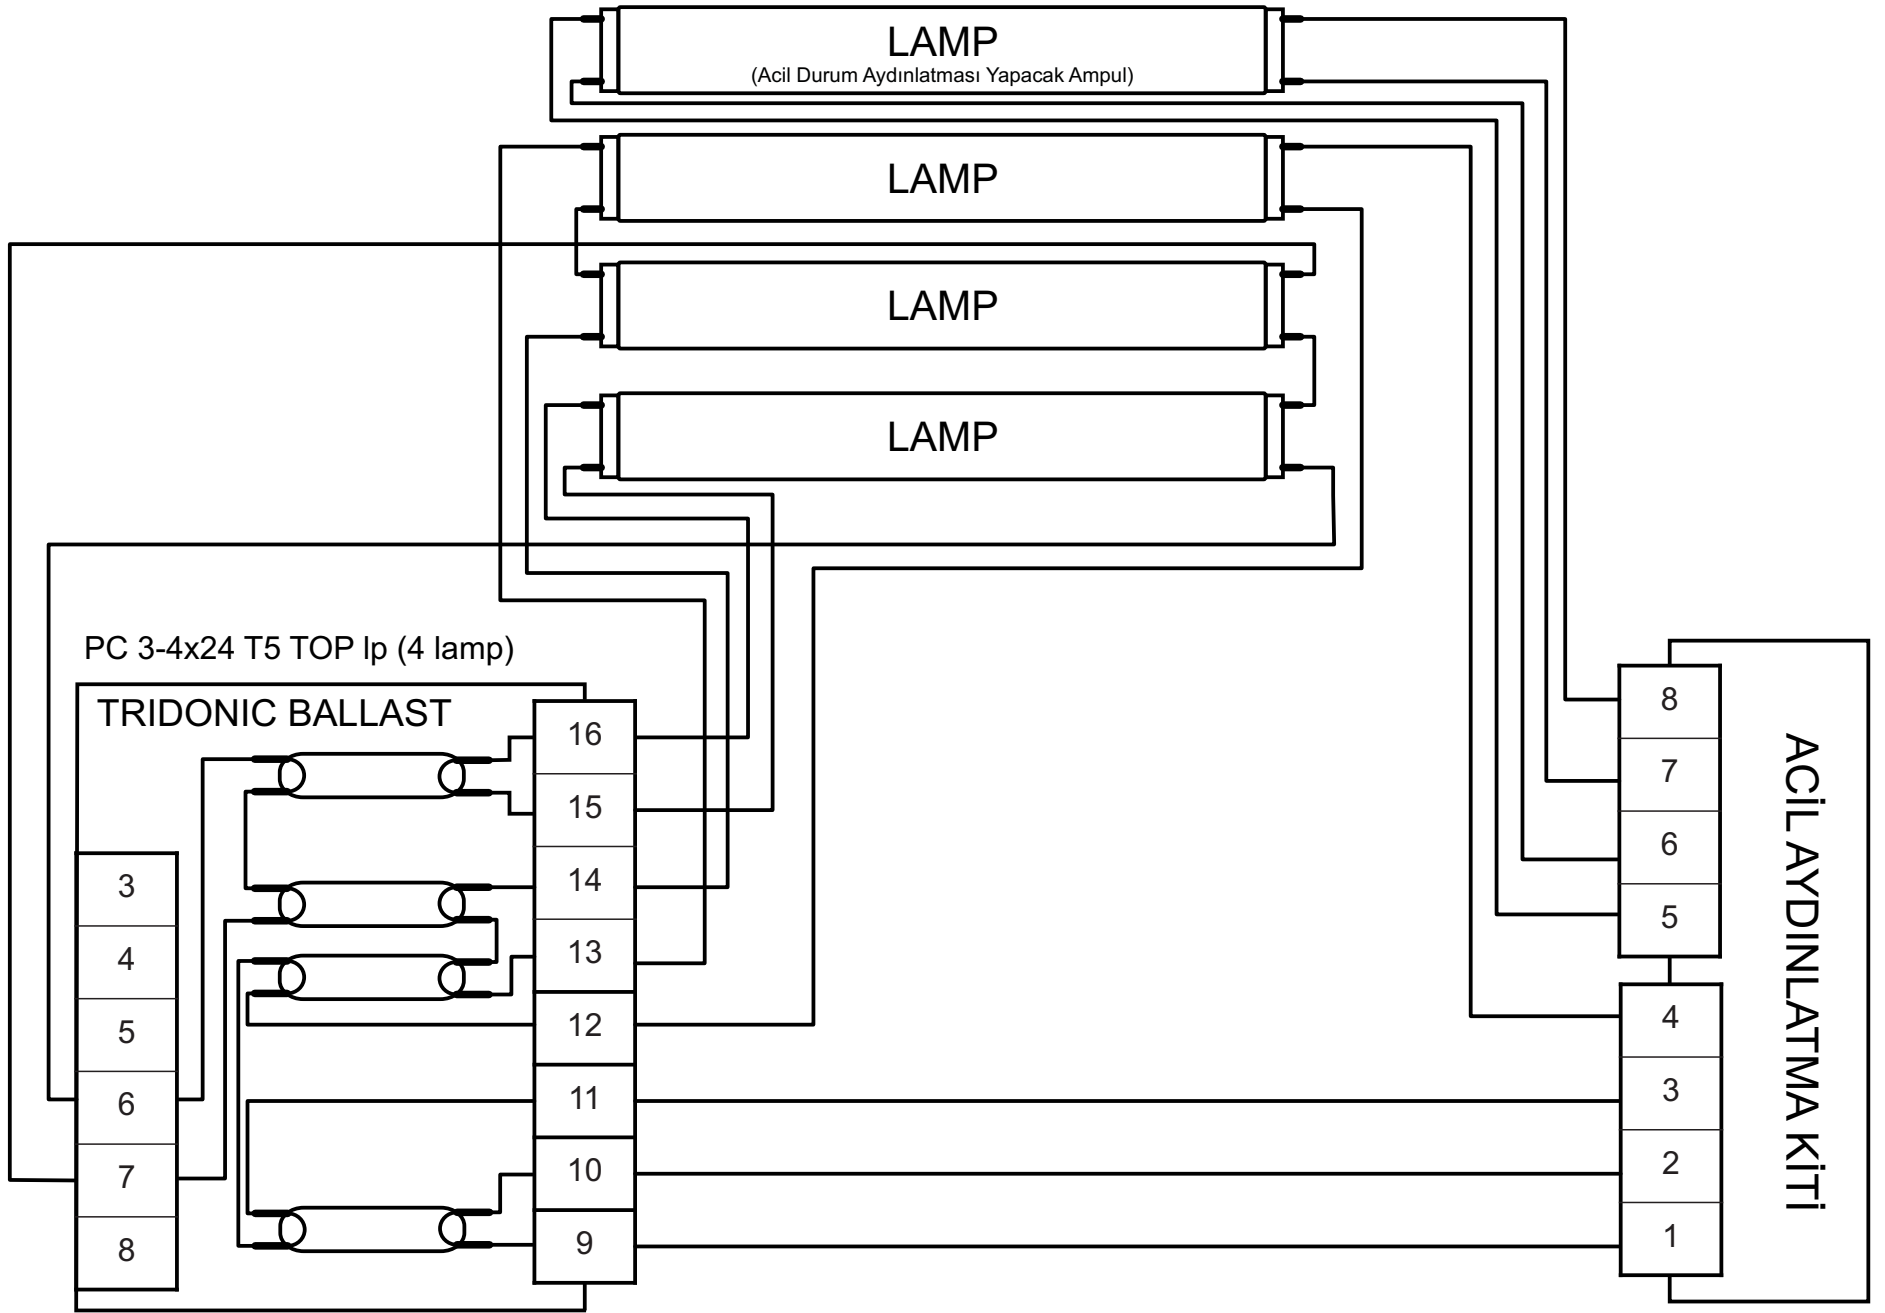 LAMP
(Acil Durum Aydınlatması Yapacak Ampul)
LAMP
LAMP
LAMP
PC 3-4x24 T5 TOP lp (4 lamp)
TRIDONIC BALLAST
3
4
5
6
7
8
16
15
14
13
12
11
10
9
8
7
6
5
4
3
2
1
ACİL AYDINLATMA KİTİ